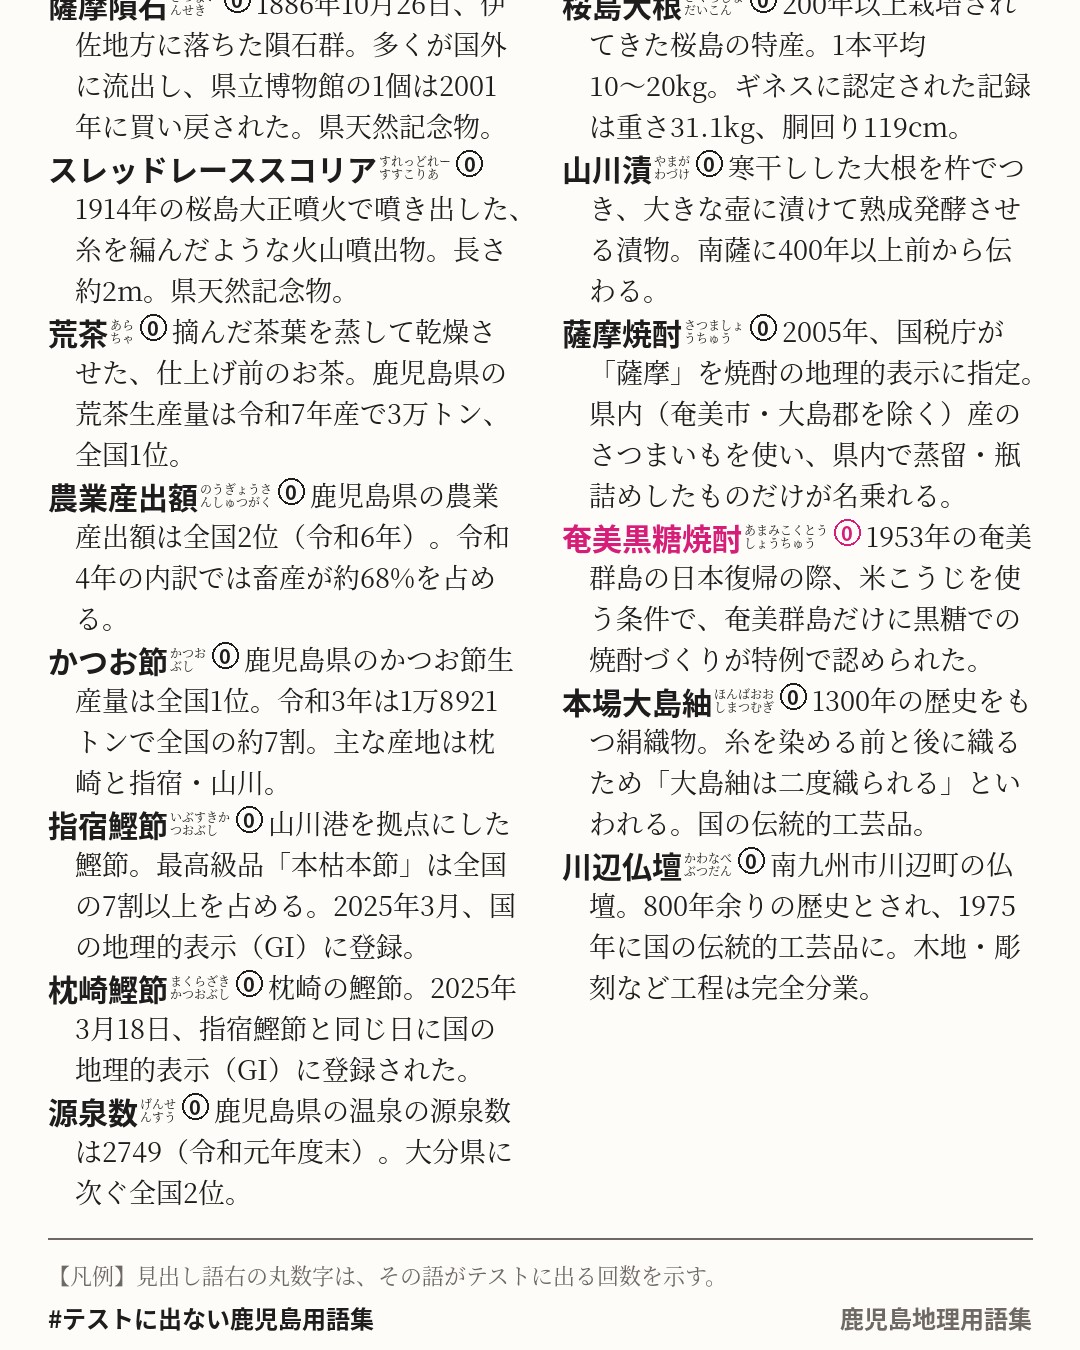 薩摩隕石 んせき 0 1886年10月26日、伊
佐地方に落ちた隕石群。多くが国外
に流出し、県立博物館の1個は2001
年に買い戻された。県天然記念物。
スレッドレーススコリア すれっどれーすすこりあ 0
1914年の桜島大正噴火で噴き出した、
糸を編んだような火山噴出物。長さ
約2m。県天然記念物。
荒茶 あらちゃ 0 摘んだ茶葉を蒸して乾燥さ
せた、仕上げ前のお茶。鹿児島県の
荒茶生産量は令和7年産で3万トン、
全国1位。
農業産出額 のうぎょうさんしゅつがく 0 鹿児島県の農業
産出額は全国2位（令和6年）。令和
4年の内訳では畜産が約68%を占め
る。
かつお節 かつおぶし 0 鹿児島県のかつお節生
産量は全国1位。令和3年は1万8921
トンで全国の約7割。主な産地は枕
崎と指宿・山川。
指宿鰹節 いぶすきかつおぶし 0 山川港を拠点にした
鰹節。最高級品「本枯本節」は全国
の7割以上を占める。2025年3月、国
の地理的表示（GI）に登録。
枕崎鰹節 まくらざきかつおぶし 0 枕崎の鰹節。2025年
3月18日、指宿鰹節と同じ日に国の
地理的表示（GI）に登録された。
源泉数 げんせんすう 0 鹿児島県の温泉の源泉数
は2749（令和元年度末）。大分県に
次ぐ全国2位。
桜島大根 だいこん 0 200年以上栽培され
てきた桜島の特産。1本平均
10〜20kg。ギネスに認定された記録
は重さ31.1kg、胴回り119cm。
山川漬 やまがわづけ 0 寒干しした大根を杵でつ
き、大きな壺に漬けて熟成発酵させ
る漬物。南薩に400年以上前から伝
わる。
薩摩焼酎 さつましょうちゅう 0 2005年、国税庁が
「薩摩」を焼酎の地理的表示に指定。
県内（奄美市・大島郡を除く）産の
さつまいもを使い、県内で蒸留・瓶
詰めしたものだけが名乗れる。
奄美黒糖焼酎 あまみこくとうしょうちゅう 0 1953年の奄美
群島の日本復帰の際、米こうじを使
う条件で、奄美群島だけに黒糖での
焼酎づくりが特例で認められた。
本場大島紬 ほんばおおしまつむぎ 0 1300年の歴史をも
つ絹織物。糸を染める前と後に織る
ため「大島紬は二度織られる」とい
われる。国の伝統的工芸品。
川辺仏壇 かわなべぶつだん 0 南九州市川辺町の仏
壇。800年余りの歴史とされ、1975
年に国の伝統的工芸品に。木地・彫
刻など工程は完全分業。
【凡例】見出し語右の丸数字は、その語がテストに出る回数を示す。
#テストに出ない鹿児島用語集
鹿児島地理用語集